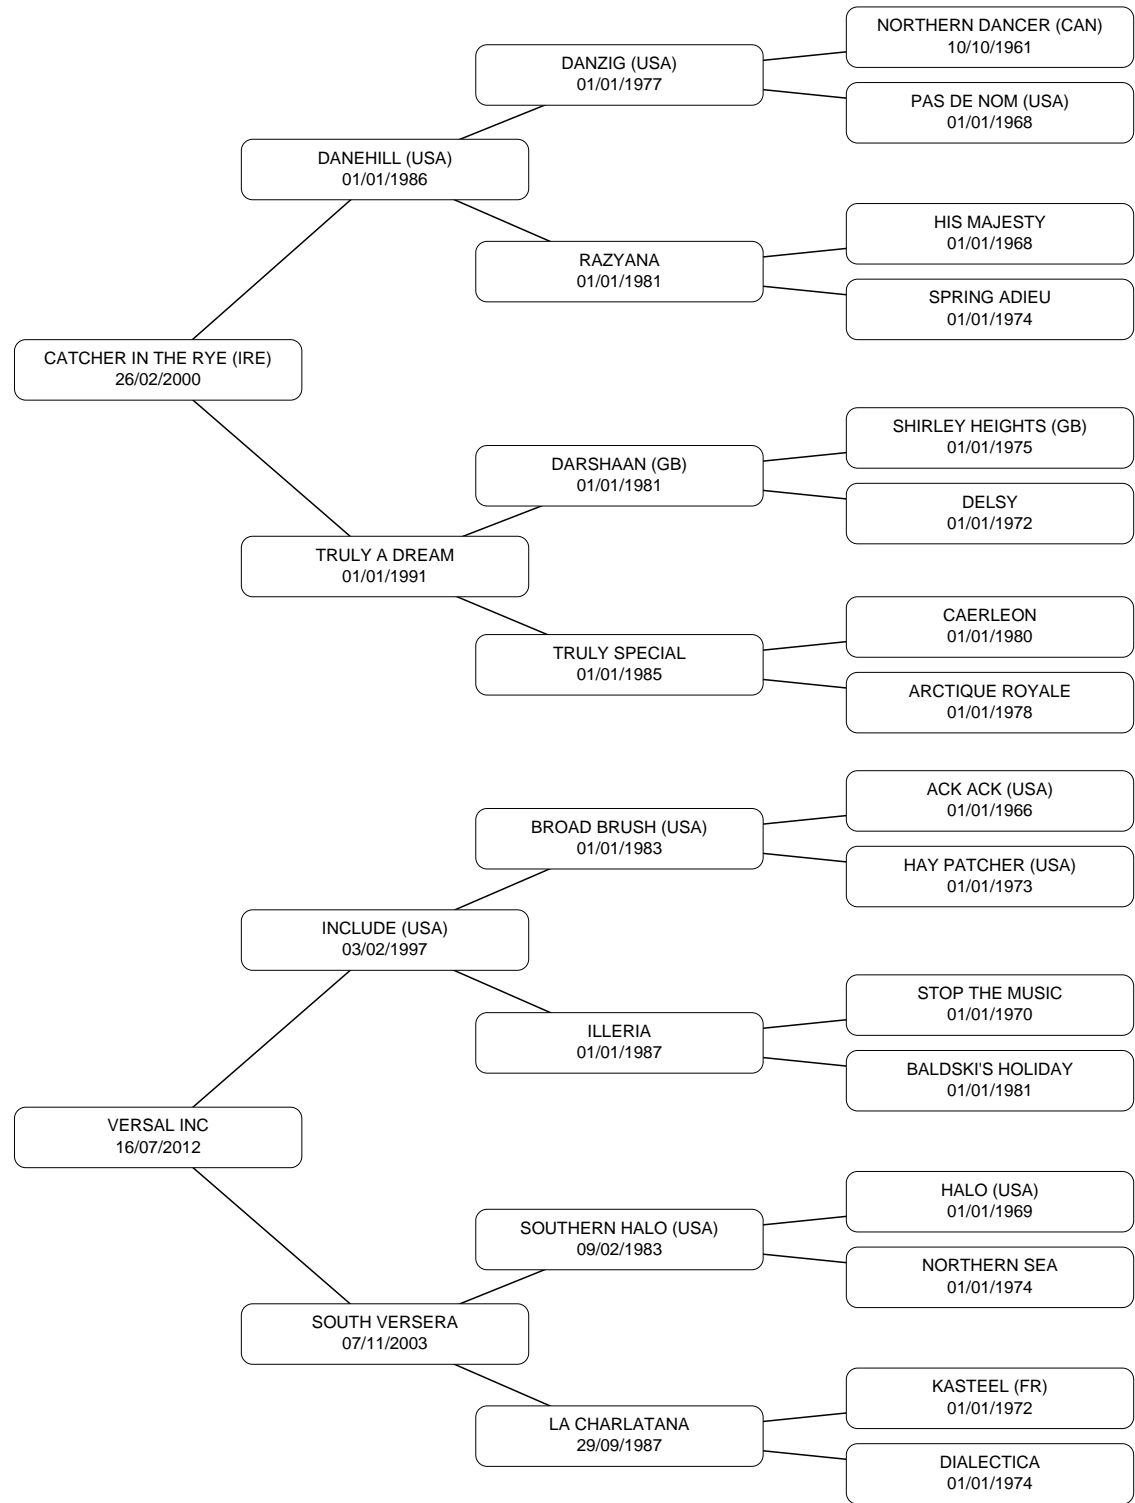 NORTHERN DANCER (CAN)
10/10/1961
DANZIG (USA)
01/01/1977
PAS DE NOM (USA)
01/01/1968
DANEHILL (USA)
01/01/1986
HIS MAJESTY
01/01/1968
RAZYANA
01/01/1981
SPRING ADIEU
01/01/1974
CATCHER IN THE RYE (IRE)
26/02/2000
SHIRLEY HEIGHTS (GB)
01/01/1975
DARSHAAN (GB)
01/01/1981
DELSY
01/01/1972
TRULY A DREAM
01/01/1991
CAERLEON
01/01/1980
TRULY SPECIAL
01/01/1985
ARCTIQUE ROYALE
01/01/1978
ACK ACK (USA)
01/01/1966
BROAD BRUSH (USA)
01/01/1983
HAY PATCHER (USA)
01/01/1973
INCLUDE (USA)
03/02/1997
STOP THE MUSIC
01/01/1970
ILLERIA
01/01/1987
BALDSKI'S HOLIDAY
01/01/1981
VERSAL INC
16/07/2012
HALO (USA)
01/01/1969
SOUTHERN HALO (USA)
09/02/1983
NORTHERN SEA
01/01/1974
SOUTH VERSERA
07/11/2003
KASTEEL (FR)
01/01/1972
LA CHARLATANA
29/09/1987
DIALECTICA
01/01/1974